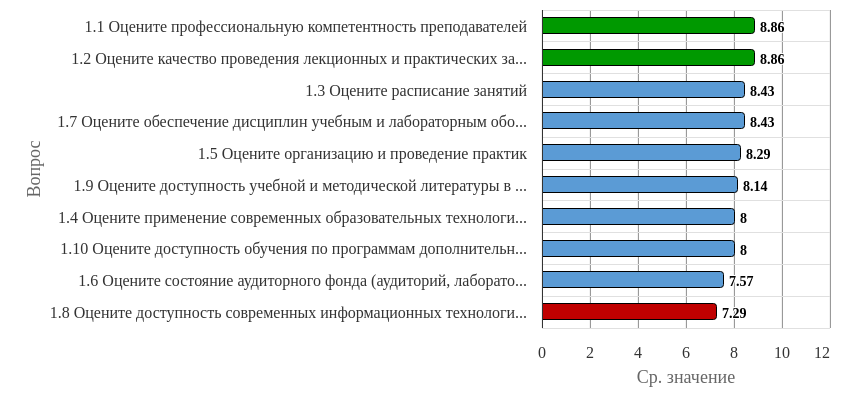 1.1 Оцените профессиональную компетентность преподавателей 8.86
1.2 Оцените качество проведения лекционных и практических за... 8.86
1.3 Оцените расписание занятий 8.43
1.7 Оцените обеспечение дисциплин учебным и лабораторным обо... 8.43
1.5 Оцените организацию и проведение практик 8.29
1.9 Оцените доступность учебной и методической литературы в ... 8.14
1.4 Оцените применение современных образовательных технологи... 8
1.10 Оцените доступность обучения по программам дополнительн... 8
1.6 Оцените состояние аудиторного фонда (аудиторий, лаборато... 7.57
1.8 Оцените доступность современных информационных технологи... 7.29
Вопрос
0 2 4 6 8 10 12
Ср. значение